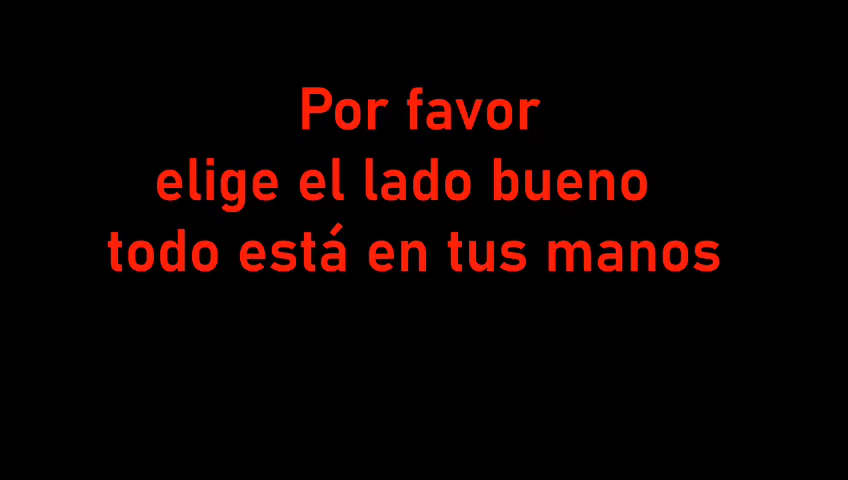 Por favor
elige el lado bueno
todo está en tus manos